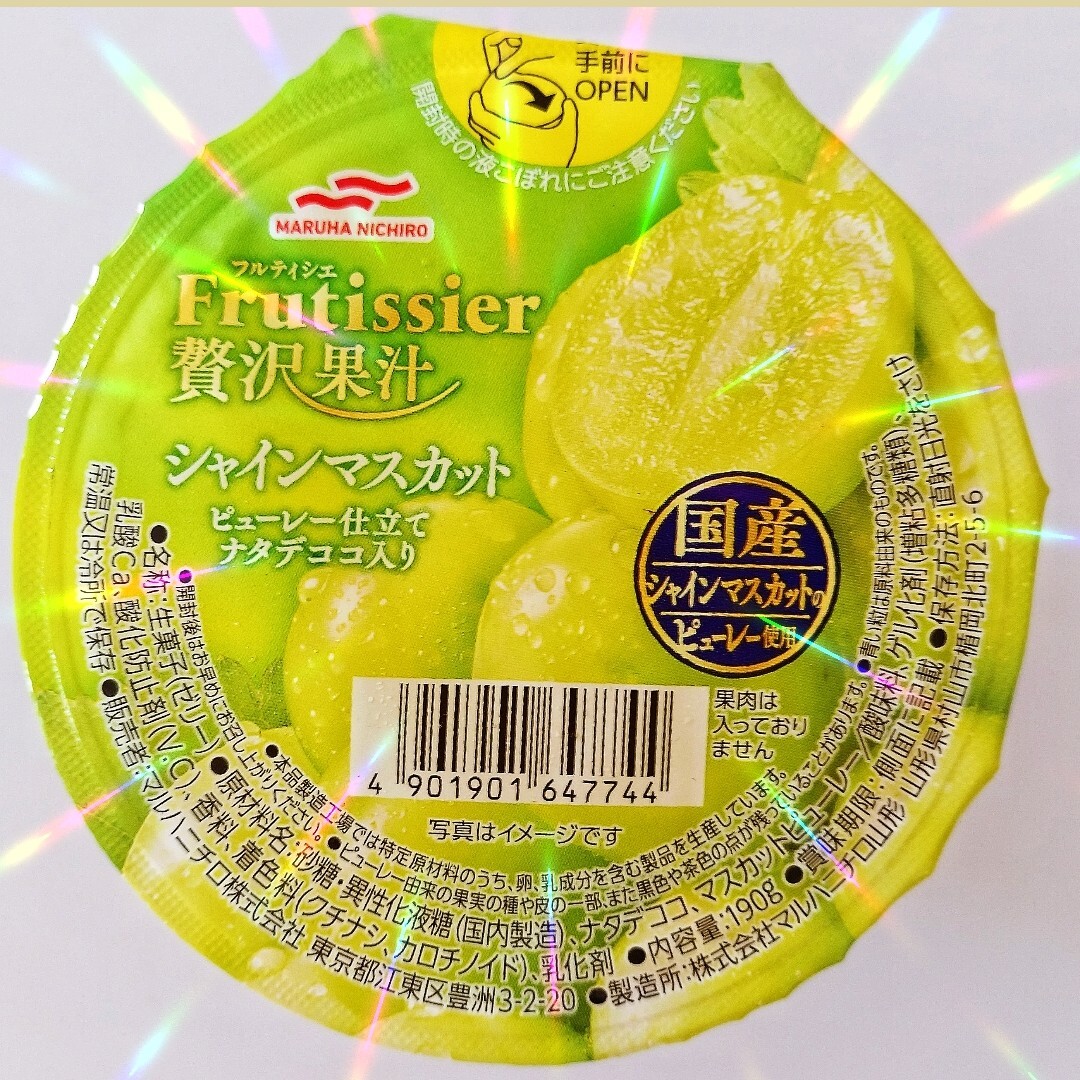 手前に
OPEN
開封時の液こぼれにご注意ください
MARUHA NICHIRO
フルティシエ
Frutissier
贅沢果汁
シャインマスカット
ピューレー仕立て
ナタデココ入り
国産
シャインマスカットの
ピューレー使用
果肉は
入っており
ません
4 901901 647744
写真はイメージです
●開封後はお早めにお召し上がりください。●ピューレー由来の果実の種や皮の一部、また黒色や茶色の点が残っていることがあります。●青い粒は原料由来のものです。
●本品製造工場では特定原材料のうち、卵、乳成分を含む製品を生産しています。
●名称:生菓子(ゼリー)●原材料名:砂糖・異性化液糖(国内製造)、ナタデココ、マスカットピューレー/酸味料、ゲル化剤(増粘多糖類)、
乳酸Ca、酸化防止剤(V.C)、香料、着色料(クチナシ、カロチノイド)、乳化剤 ●内容量:190g ●賞味期限:側面に記載 ●保存方法:直射日光をさけ
常温又は冷所で保存 ●販売者:マルハニチロ株式会社 東京都江東区豊洲3-2-20 ●製造所:株式会社マルハニチロ山形 山形県村山市楯岡北町2-5-6